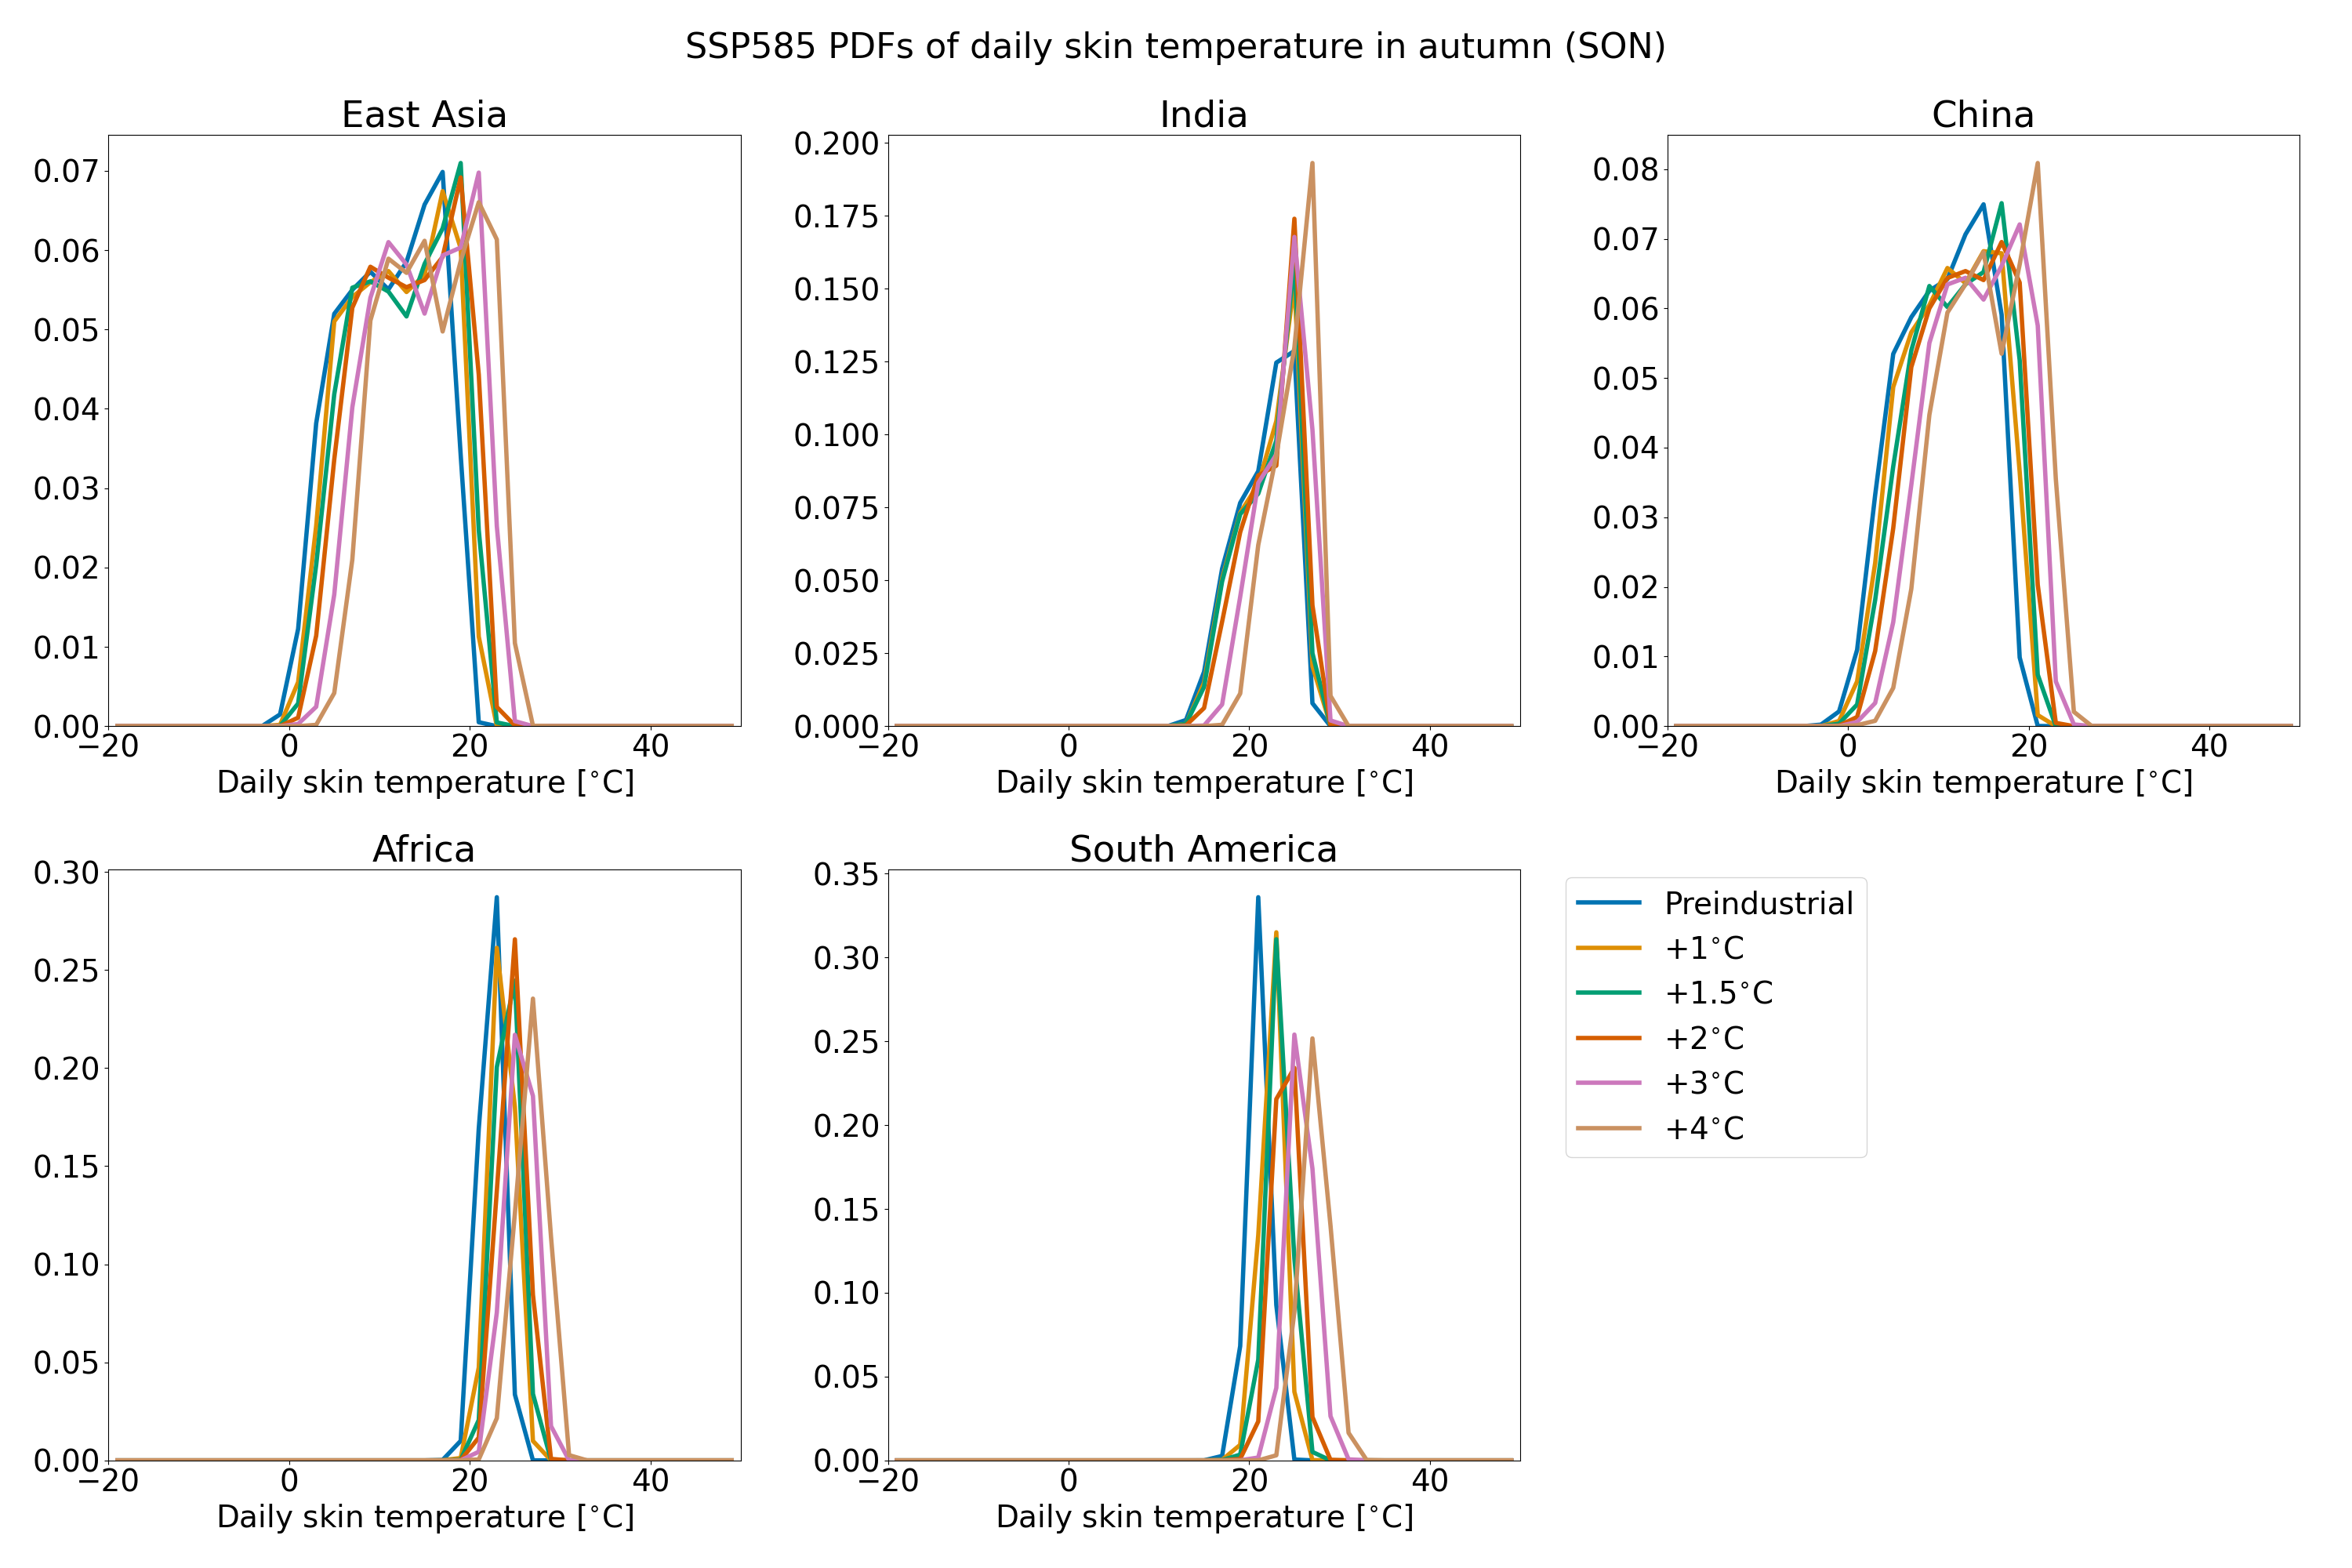 SSP585 PDFs of daily skin temperature in autumn (SON)
East Asia
0.07
0.06
0.05
0.04
0.03
0.02
0.01
0.00
−20 0 20 40
Daily skin temperature [°C]
India
0.200
0.175
0.150
0.125
0.100
0.075
0.050
0.025
0.000
−20 0 20 40
Daily skin temperature [°C]
China
0.08
0.07
0.06
0.05
0.04
0.03
0.02
0.01
0.00
−20 0 20 40
Daily skin temperature [°C]
Africa
0.30
0.25
0.20
0.15
0.10
0.05
0.00
−20 0 20 40
Daily skin temperature [°C]
South America
0.35
0.30
0.25
0.20
0.15
0.10
0.05
0.00
−20 0 20 40
Daily skin temperature [°C]
Preindustrial
+1°C
+1.5°C
+2°C
+3°C
+4°C